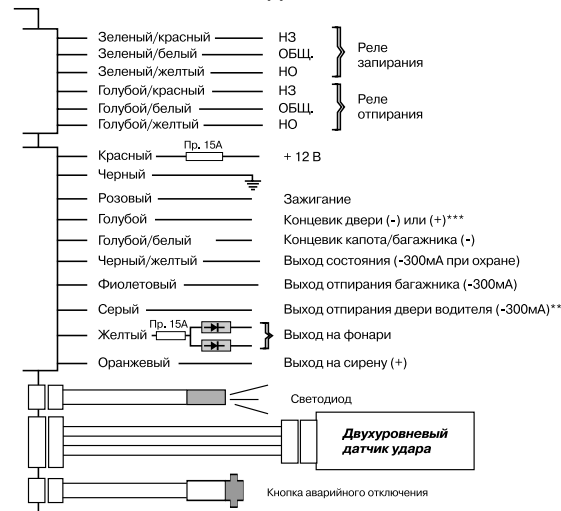 Зеленый/красный НЗ
Зеленый/белый ОБЩ.
Зеленый/желтый НО
Реле
запирания
Голубой/красный НЗ
Голубой/белый ОБЩ.
Голубой/желтый НО
Реле
отпирания
Красный Пр. 15А + 12 В
Черный
Розовый Зажигание
Голубой Концевик двери (-) или (+)***
Голубой/белый Концевик капота/багажника (-)
Черный/желтый Выход состояния (-300мА при охране)
Фиолетовый Выход отпирания багажника (-300мА)
Серый Выход отпирания двери водителя (-300мА)**
Желтый Пр. 15А Выход на фонари
Оранжевый Выход на сирену (+)
Светодиод
Двухуровневый
датчик удара
Кнопка аварийного отключения